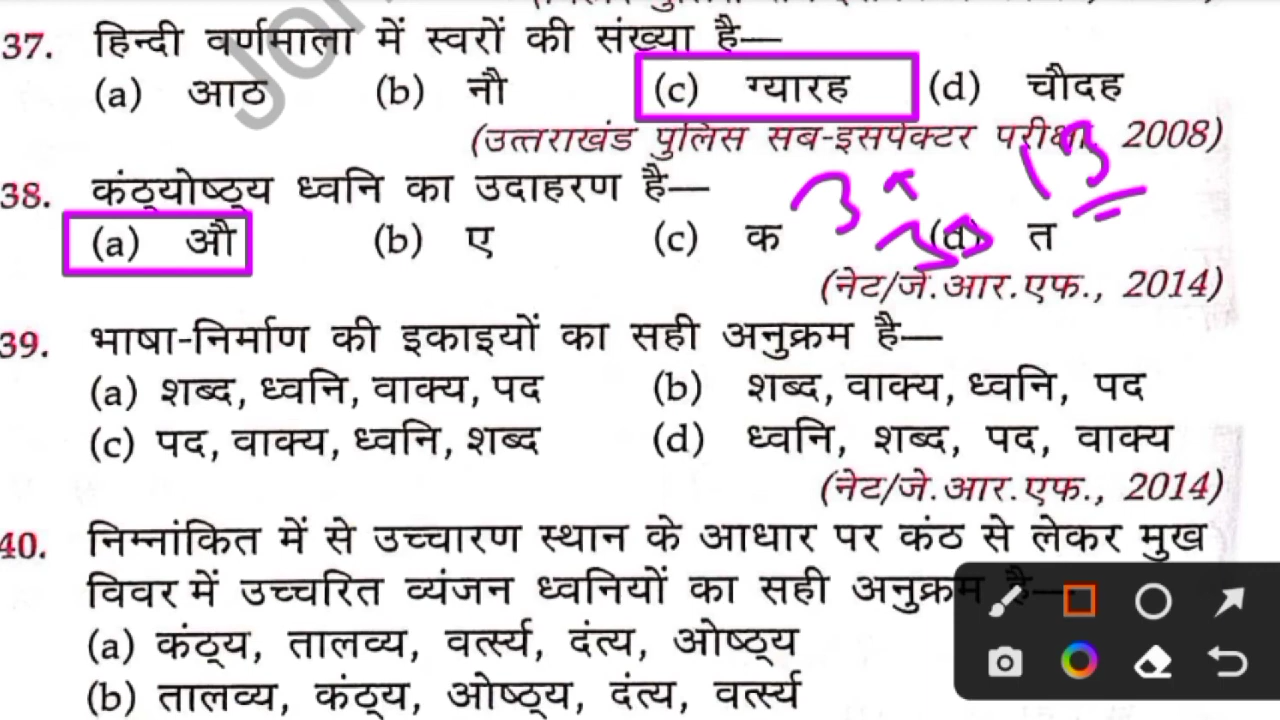 37. हिन्दी वर्णमाला में स्वरों की संख्या है—
(a) आठ (b) नौ (c) ग्यारह (d) चौदह
(उत्तराखंड पुलिस सब-इसपेक्टर परीक्षा, 2008)
38. कंठ्योष्ठ्य ध्वनि का उदाहरण है— 13
(a) औ (b) ए (c) क (d) त
(नेट/जे.आर.एफ., 2014)
39. भाषा-निर्माण की इकाइयों का सही अनुक्रम है—
(a) शब्द, ध्वनि, वाक्य, पद (b) शब्द, वाक्य, ध्वनि, पद
(c) पद, वाक्य, ध्वनि, शब्द (d) ध्वनि, शब्द, पद, वाक्य
(नेट/जे.आर.एफ., 2014)
40. निम्नांकित में से उच्चारण स्थान के आधार पर कंठ से लेकर मुख
विवर में उच्चरित व्यंजन ध्वनियों का सही अनुक्रम है—
(a) कंठ्य, तालव्य, वर्त्स्य, दंत्य, ओष्ठ्य
(b) तालव्य, कंठ्य, ओष्ठ्य, दंत्य, वर्त्स्य